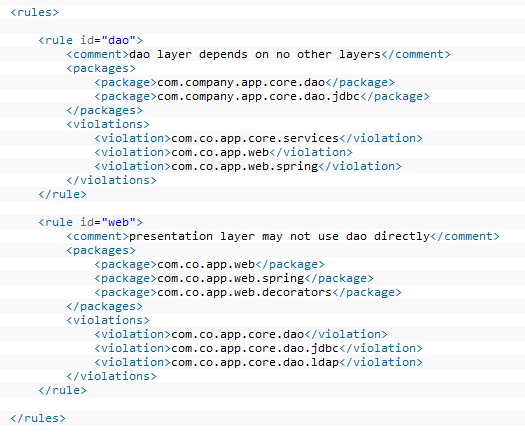 <rules>
<rule id="dao">
<comment>dao layer depends on no other layers</comment>
<packages>
<package>com.company.app.core.dao</package>
<package>com.company.app.core.dao.jdbc</package>
</packages>
<violations>
<violation>com.co.app.core.services</violation>
<violation>com.co.app.web</violation>
<violation>com.co.app.web.spring</violation>
</violations>
</rule>
<rule id="web">
<comment>presentation layer may not use dao directly</comment>
<packages>
<package>com.co.app.web</package>
<package>com.co.app.web.spring</package>
<package>com.co.app.web.decorators</package>
</packages>
<violations>
<violation>com.co.app.core.dao</violation>
<violation>com.co.app.core.dao.jdbc</violation>
<violation>com.co.app.core.dao.ldap</violation>
</violations>
</rule>
</rules>